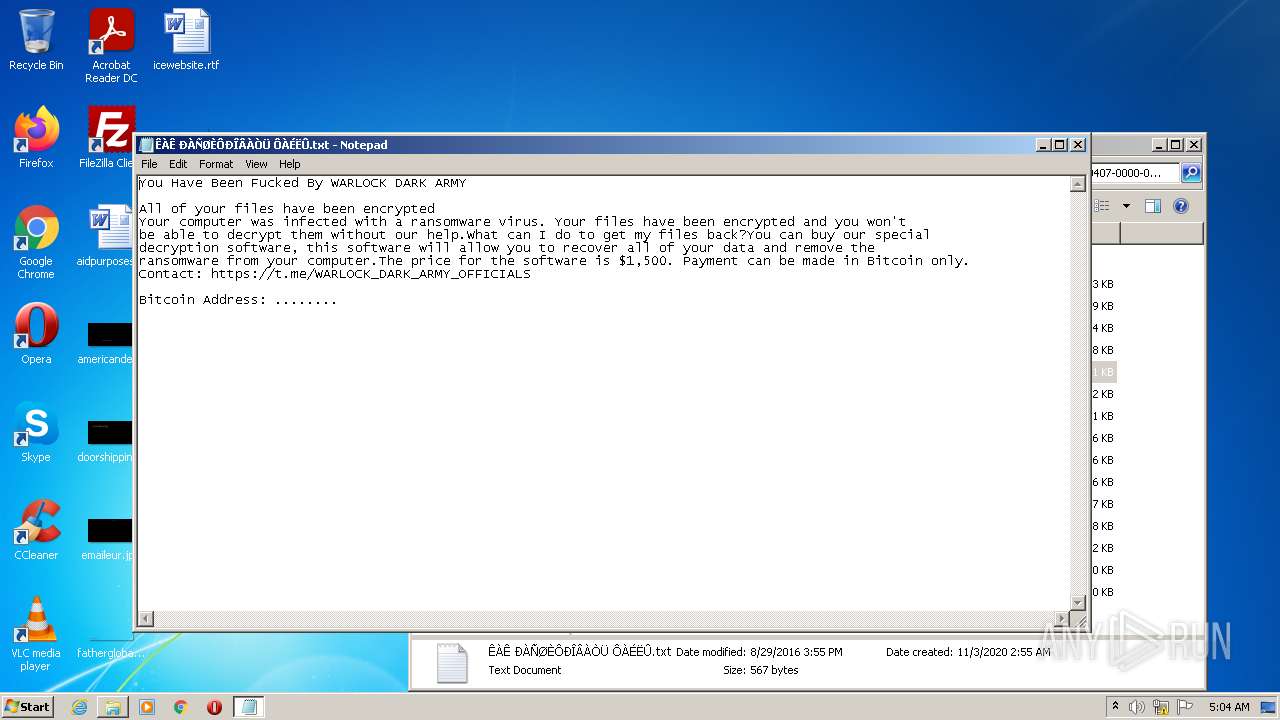 Recycle Bin
Acrobat
Reader DC
icewebsite.rtf
Firefox
FileZilla Clie
Google
Chrome
aidpurposes
Opera
americande
Skype
doorshippin
CCleaner
emaileur.jp
VLC media
player
fathergloba...
ÊÀÊ ÐÀÑØÈÔÐÎÂÀÒÜ ÔÀÉËÛ.txt - Notepad
File Edit Format View Help
You Have Been Fucked By WARLOCK DARK ARMY
All of your files have been encrypted
Your computer was infected with a ransomware virus. Your files have been encrypted and you won't
be able to decrypt them without our help.What can I do to get my files back?You can buy our special
decryption software, this software will allow you to recover all of your data and remove the
ransomware from your computer.The price for the software is $1,500. Payment can be made in Bitcoin only.
Contact: https://t.me/WARLOCK_DARK_ARMY_OFFICIALS
Bitcoin Address: ........
0407-0000-0...
3 KB
9 KB
4 KB
8 KB
1 KB
2 KB
1 KB
6 KB
6 KB
6 KB
7 KB
8 KB
2 KB
0 KB
0 KB
ÊÀÊ ÐÀÑØÈÔÐÎÂÀÒÜ ÔÀÉËÛ.txt Date modified: 8/29/2016 3:55 PM Date created: 11/3/2020 2:55 AM
Text Document Size: 567 bytes
ANY RUN
Start 5:04 AM